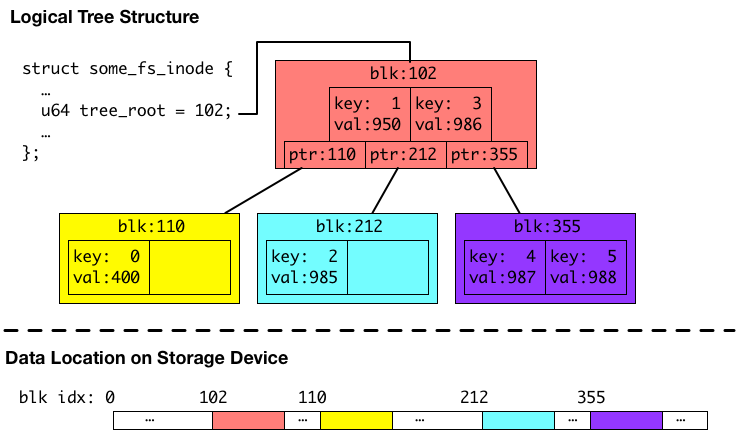 Logical Tree Structure
struct some_fs_inode {
…
u64 tree_root = 102;
…
};
blk:102
key: 1 key: 3
val:950 val:986
ptr:110 ptr:212 ptr:355
blk:110
key: 0
val:400
blk:212
key: 2
val:985
blk:355
key: 4 key: 5
val:987 val:988
Data Location on Storage Device
blk idx: 0 102 110 212 355
… … … … …